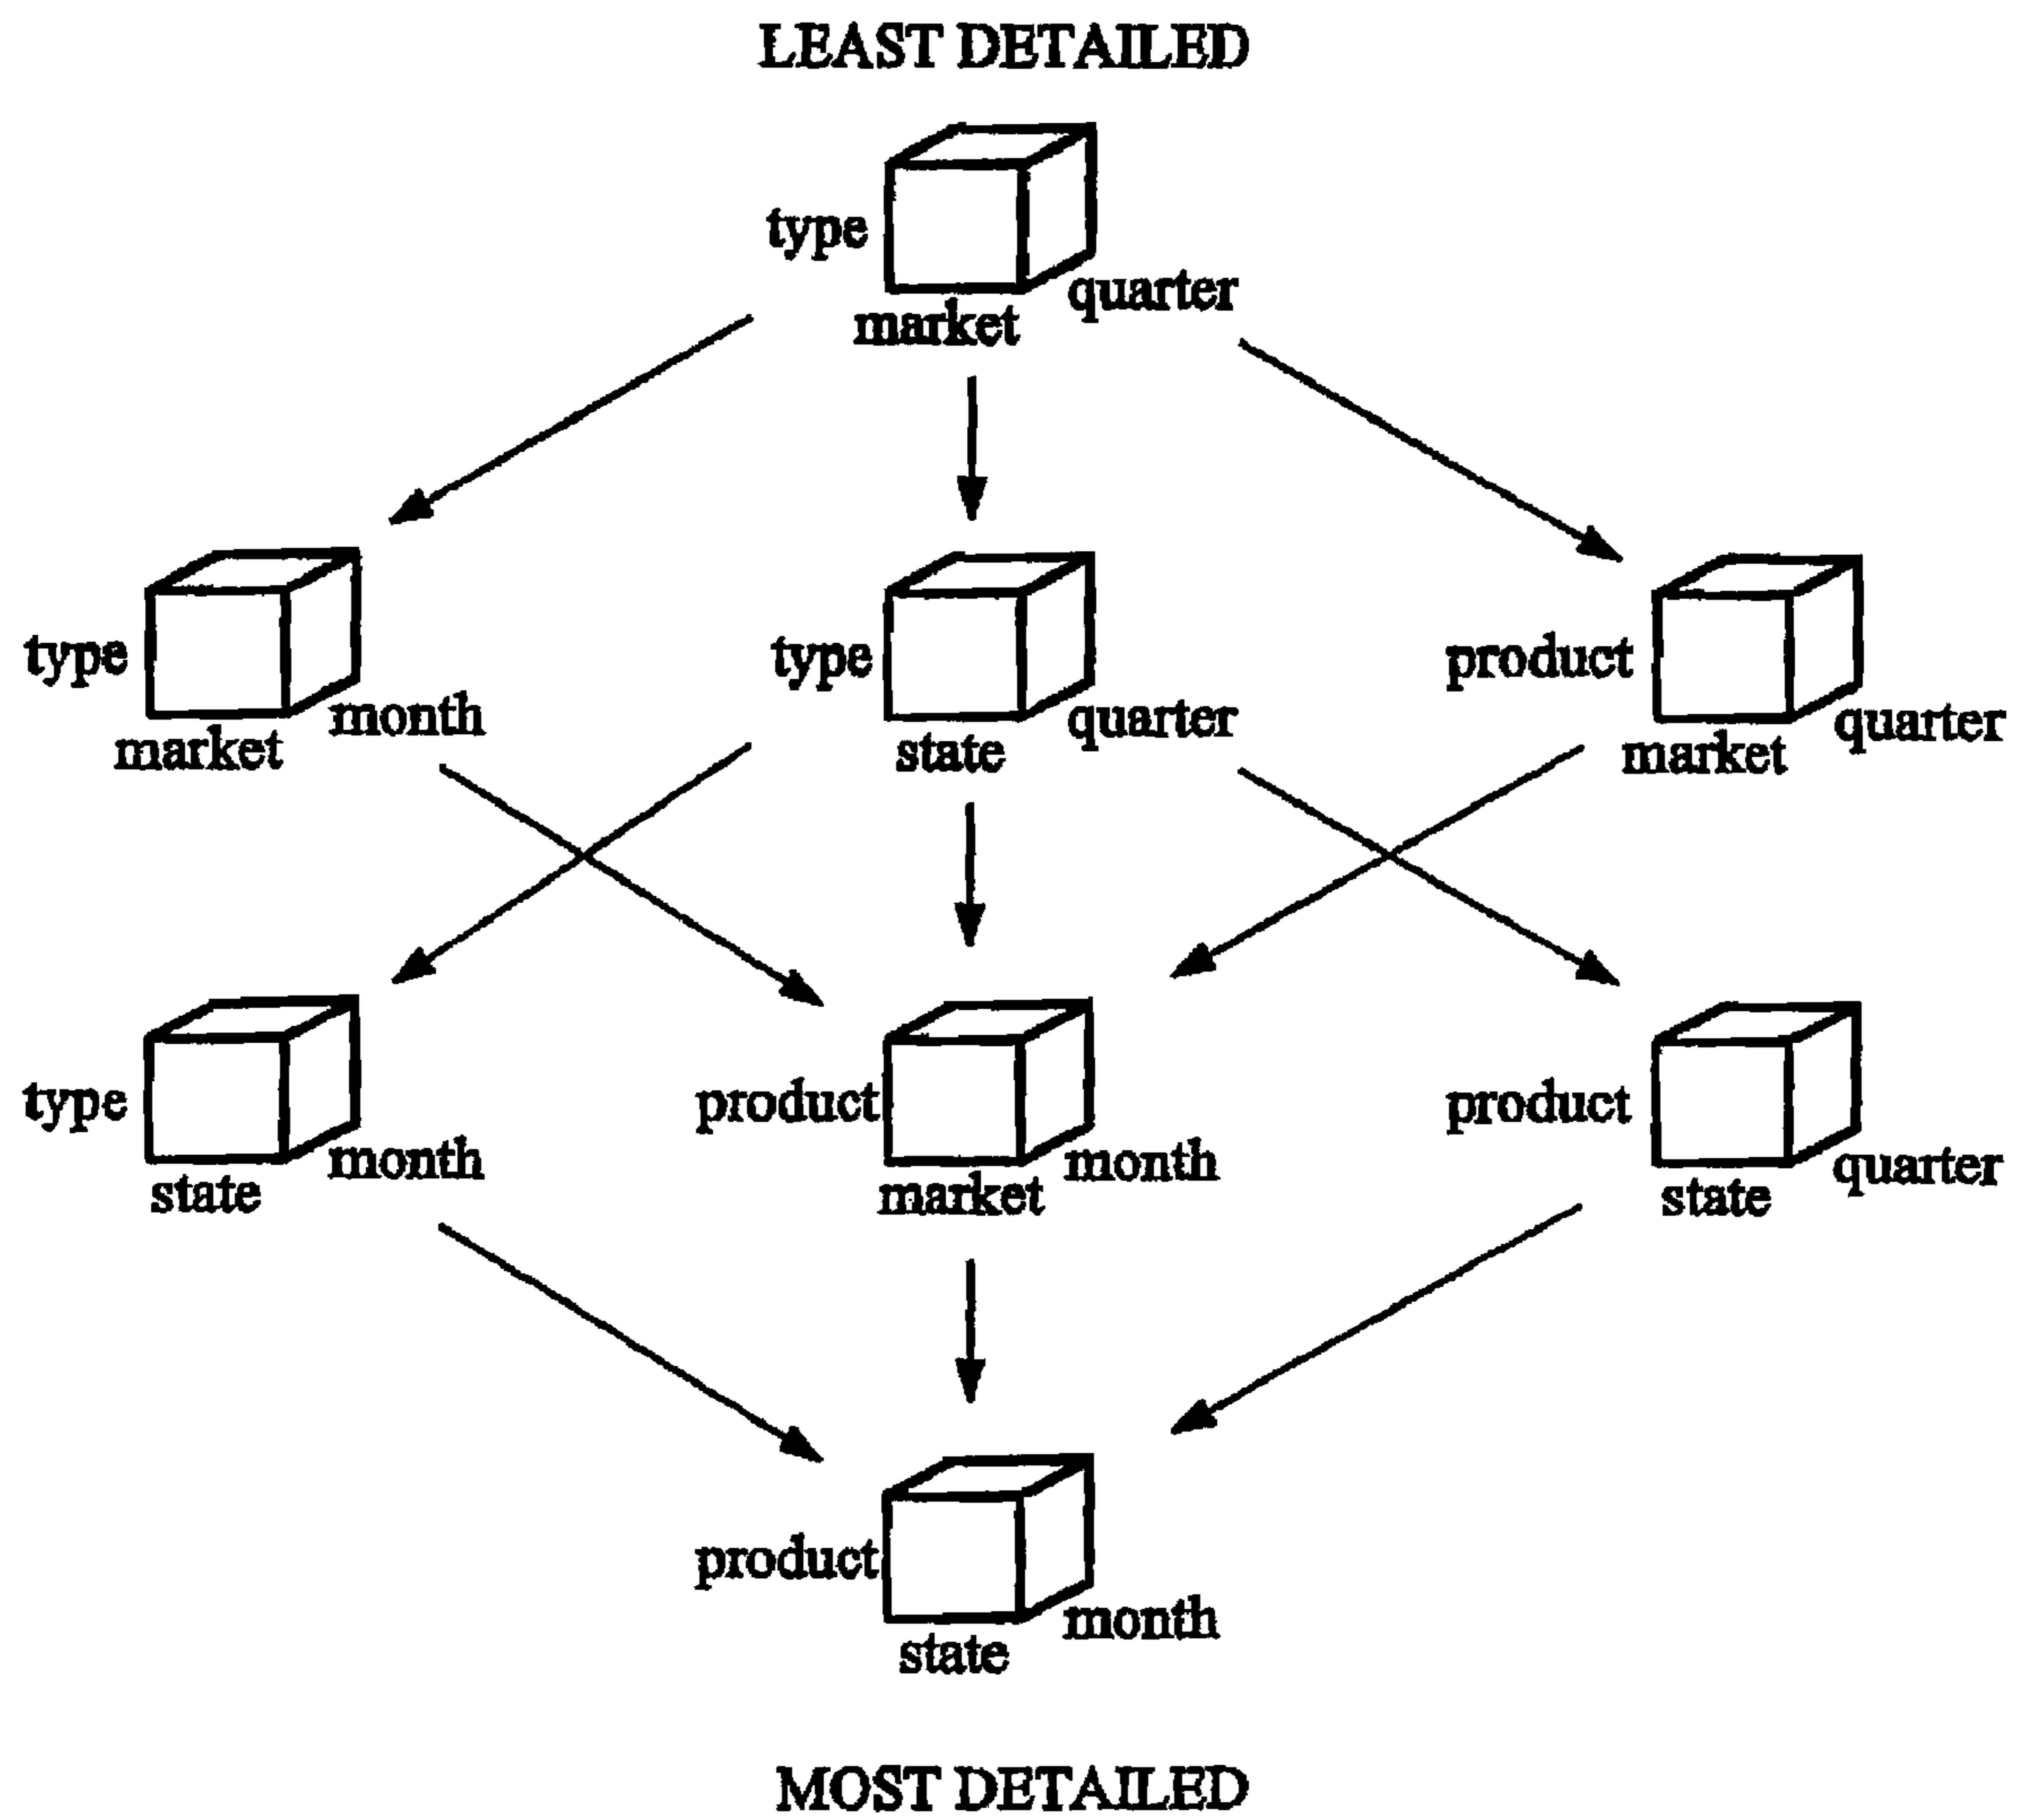 LEAST DETAILED
type
quarter
market
type
month
market
type
quarter
state
product
quarter
market
type
month
state
product
month
market
product
quarter
state
product
month
state
MOST DETAILED